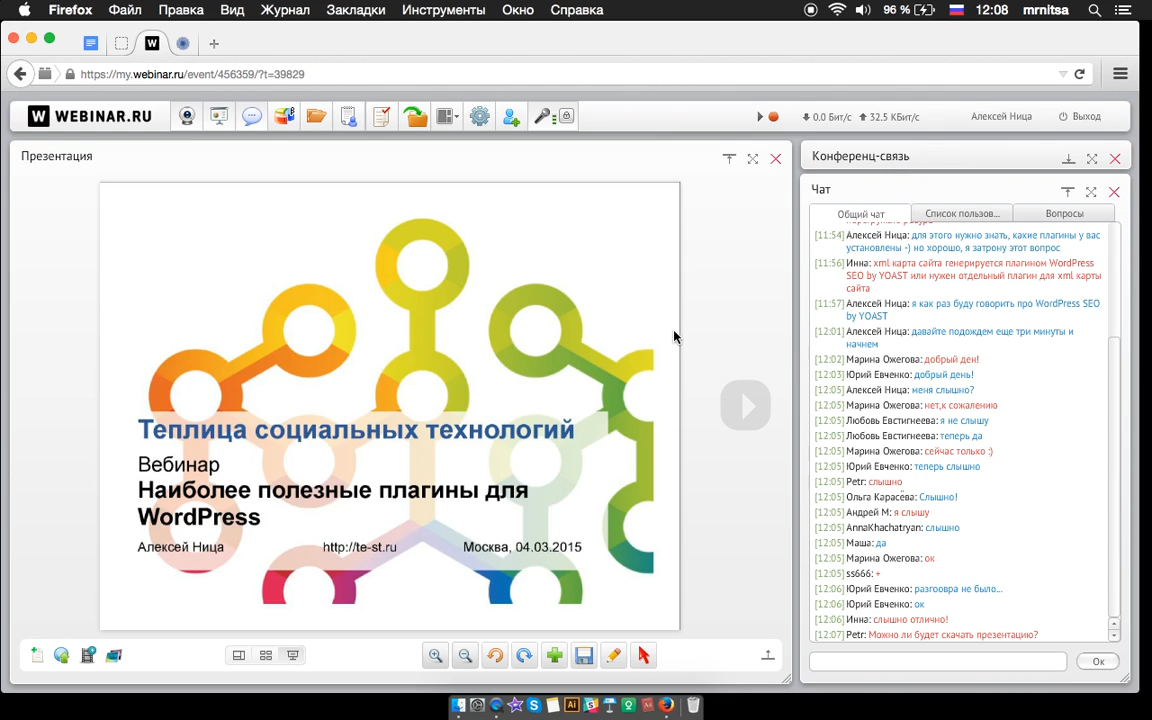 Firefox Файл Правка Вид Журнал Закладки Инструменты Окно Справка 96 % 12:08 mrnitsa
https://my.webinar.ru/event/456359/?t=39829
W WEBINAR.RU 0.0 Бит/с 32,5 КБит/с Алексей Ница Выход
Презентация
Теплица социальных технологий
Вебинар
Наиболее полезные плагины для
WordPress
Алексей Ница http://te-st.ru Москва, 04.03.2015
Конференц-связь
Чат
Общий чат Список пользов... Вопросы
[11:54] Алексей Ница: для этого нужно знать, какие плагины у вас
установлены -) но хорошо, я затрону этот вопрос
[11:56] Инна: xml карта сайта генерируется плагином WordPress
SEO by YOAST или нужен отдельный плагин для xml карты
сайта
[11:57] Алексей Ница: я как раз буду говорить про WordPress SEO
by YOAST
[12:01] Алексей Ница: давайте подождем еще три минуты и
начнем
[12:02] Марина Ожегова: добрый ден!
[12:03] Юрий Евченко: добрый день!
[12:05] Алексей Ница: меня слышно?
[12:05] Марина Ожегова: нет,к сожалению
[12:05] Любовь Евстигнеева: я не слышу
[12:05] Любовь Евстигнеева: теперь да
[12:05] Марина Ожегова: сейчас только :)
[12:05] Юрий Евченко: теперь слышно
[12:05] Petr: слышно
[12:05] Ольга Карасёва: Слышно!
[12:05] Андрей М: я слышу
[12:05] AnnaKhachatryan: слышно
[12:05] Маша: да
[12:05] Марина Ожегова: ок
[12:05] ss666: +
[12:06] Юрий Евченко: разгоовра не было...
[12:06] Юрий Евченко: ок
[12:06] Инна: слышно отлично!
[12:07] Petr: Можно ли будет скачать презентацию?
Ок